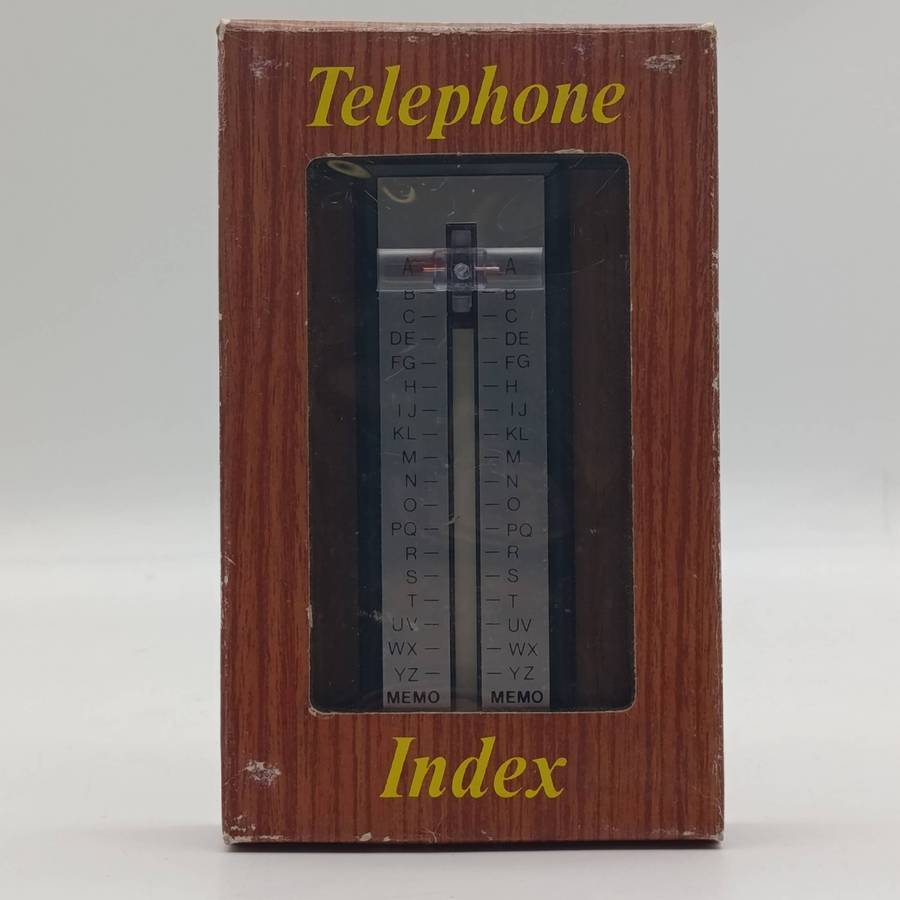 Telephone
A A
B B
C — — C
DE — — DE
FG — — FG
H — — H
IJ — — IJ
KL — — KL
M — — M
N — — N
O — — O
PQ — — PQ
R — — R
S — — S
T — — T
UV — — UV
WX — — WX
YZ — — YZ
MEMO MEMO
Index